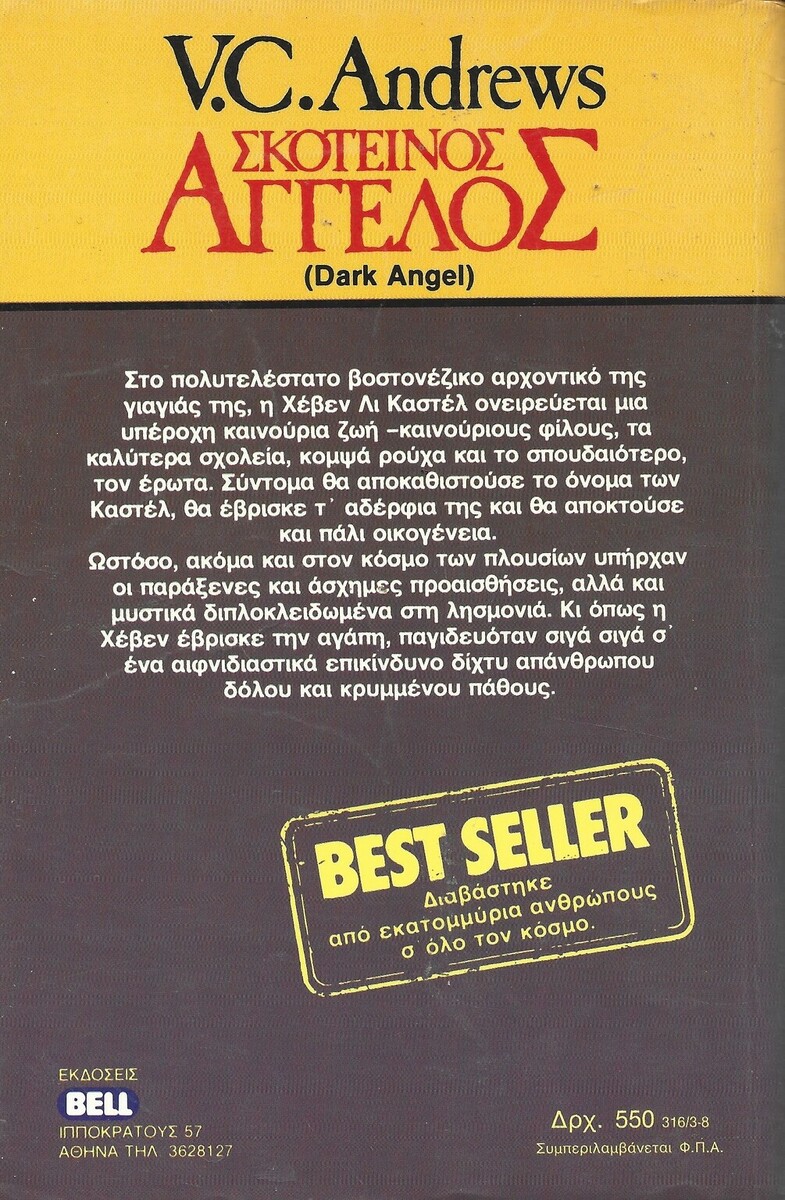 V.C. Andrews
ΣΚΟΤΕΙΝΟΣ
ΑΓΓΕΛΟΣ
(Dark Angel)
Στο πολυτελέστατο βοστονέζικο αρχοντικό της
γιαγιάς της, η Χέβεν Λι Καστέλ ονειρεύεται μια
υπέροχη καινούρια ζωή –καινούριους φίλους, τα
καλύτερα σχολεία, κομψά ρούχα και το σπουδαιότερο,
τον έρωτα. Σύντομα θα αποκαθιστούσε το όνομα των
Καστέλ, θα έβρισκε τ᾽ αδέρφια της και θα αποκτούσε
και πάλι οικογένεια.
Ωστόσο, ακόμα και στον κόσμο των πλουσίων υπήρχαν
οι παράξενες και άσχημες προαισθήσεις, αλλά και
μυστικά διπλοκλειδωμένα στη λησμονιά. Κι όπως η
Χέβεν έβρισκε την αγάπη, παγιδευόταν σιγά σιγά σ᾽
ένα αιφνιδιαστικά επικίνδυνο δίχτυ απάνθρωπου
δόλου και κρυμμένου πάθους.
BEST SELLER
Διαβάστηκε
από εκατομμύρια ανθρώπους
σ᾽ όλο τον κόσμο.
ΕΚΔΟΣΕΙΣ
BELL
ΙΠΠΟΚΡΑΤΟΥΣ 57
ΑΘΗΝΑ ΤΗΛ. 3628127
Δρχ. 550 316/3-8
Συμπεριλαμβάνεται Φ.Π.Α.